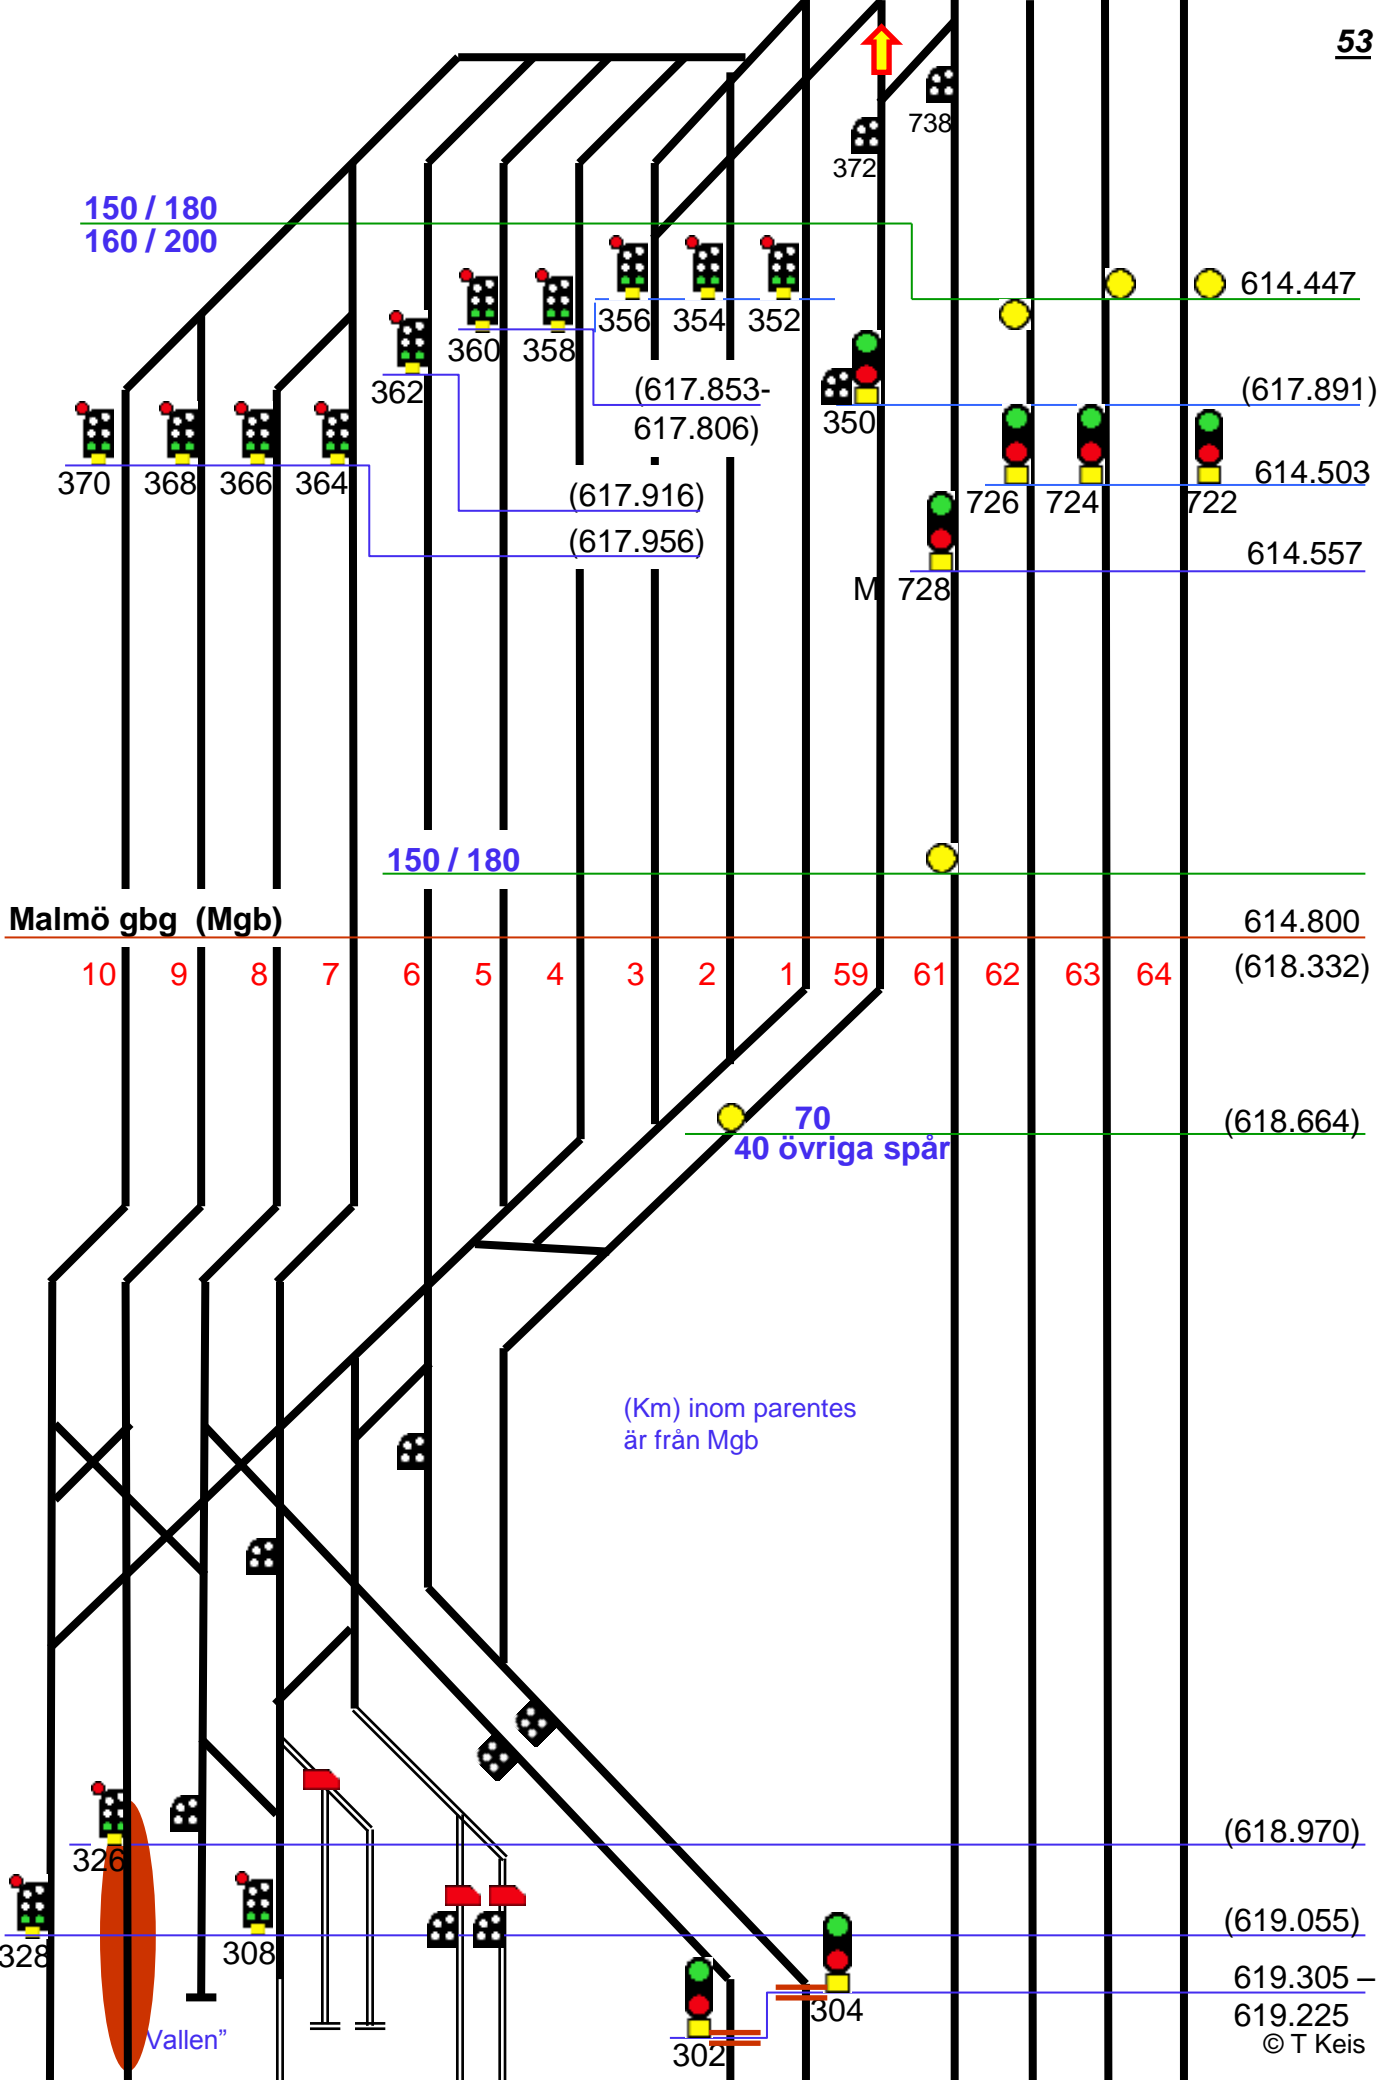 53
738
372
150 / 180
160 / 200
614.447
356 354 352
360 358
362
(617.853-
617.806)
(617.891)
350
370 368 366 364
614.503
726 724 722
(617.916)
(617.956)
614.557
M 728
150 / 180
Malmö gbg (Mgb)
614.800
10 9 8 7 6 5 4 3 2 1 59 61 62 63 64
(618.332)
70
40 övriga spår
(618.664)
(Km) inom parentes
är från Mgb
(618.970)
326
(619.055)
328
308
619.305 –
304
619.225
Vallen”
302
© T Keis